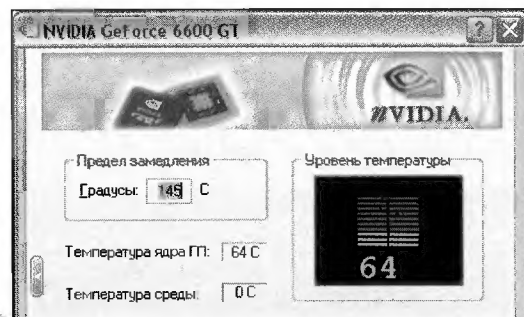 NVIDIA GeForce 6600 GT
nVIDIA.
Предел замедления
Градусы: 145 C
Уровень температуры
Температура ядра ГП: 64 C
64
Температура среды: 0 C